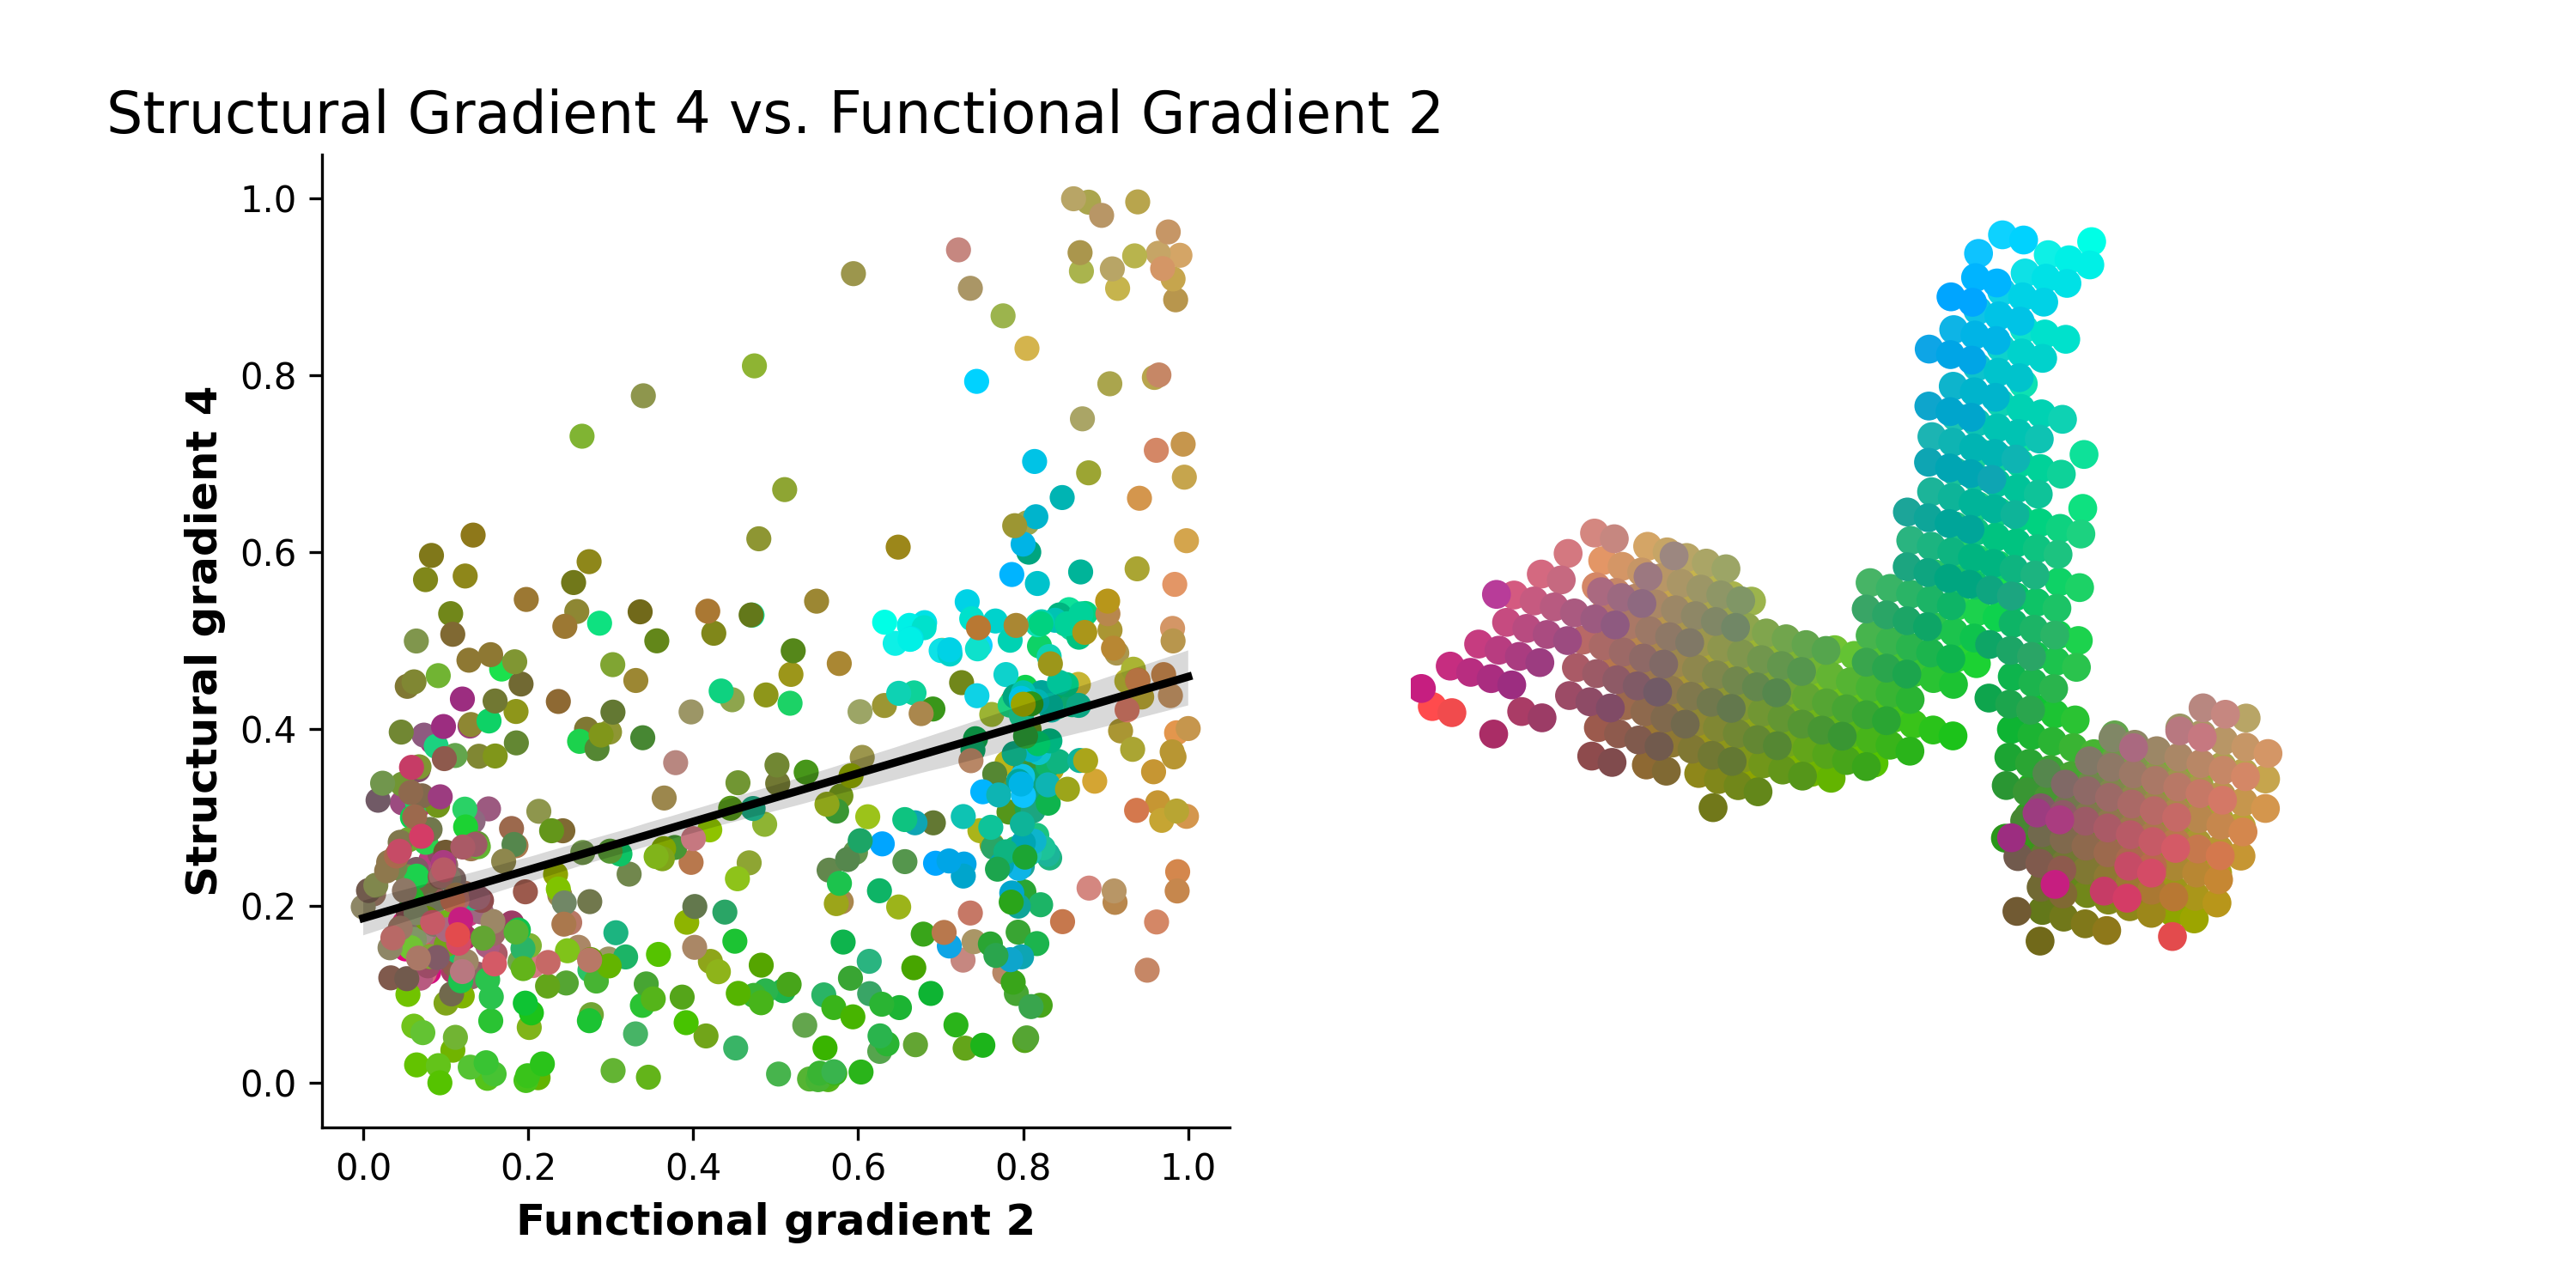 Structural Gradient 4 vs. Functional Gradient 2
Structural gradient 4
1.0
0.8
0.6
0.4
0.2
0.0
0.0 0.2 0.4 0.6 0.8 1.0
Functional gradient 2